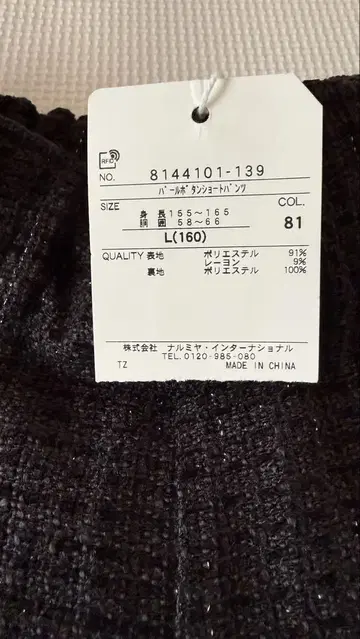 RFID
NO. 8144101-139
パールボタンショートパンツ
SIZE COL.
身長 155~165
胴囲 58~66
81
L(160)
QUALITY 表地 ポリエステル 91%
レーヨン 9%
裏地 ポリエステル 100%
株式会社 ナルミヤ・インターナショナル
TEL.0120-985-080
TZ MADE IN CHINA